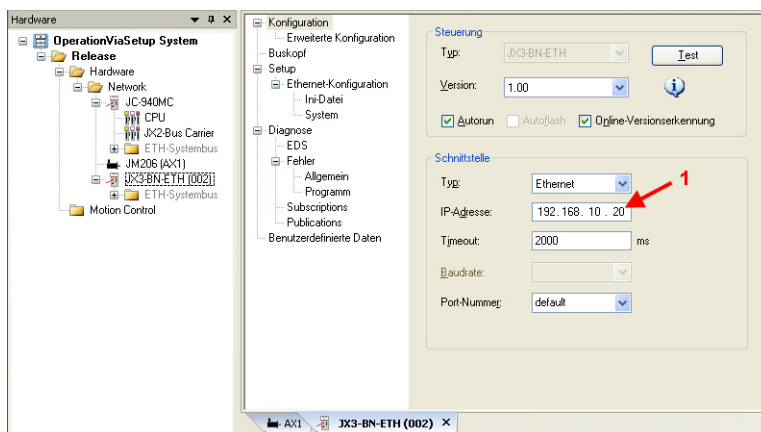 Hardware
OperationViaSetup System
Release
Hardware
Network
JC-940MC
CPU
JX2-Bus Carrier
ETH-Systembus
JM206 (AX1)
JX3-BN-ETH (002)
ETH-Systembus
Motion Control
Konfiguration
Erweiterte Konfiguration
Buskopf
Setup
Ethernet-Konfiguration
Ini-Datei
System
Diagnose
EDS
Fehler
Allgemein
Programm
Subscriptions
Publications
Benutzerdefinierte Daten
Steuerung
Typ: JX3-BN-ETH Test
Version: 1.00
Autorun Autoflash Online-Versionserkennung
Schnittstelle
Typ: Ethernet
1
IP-Adresse: 192.168. 10 . 20
Timeout: 2000 ms
Baudrate:
Port-Nummer: default
AX1 JX3-BN-ETH (002)